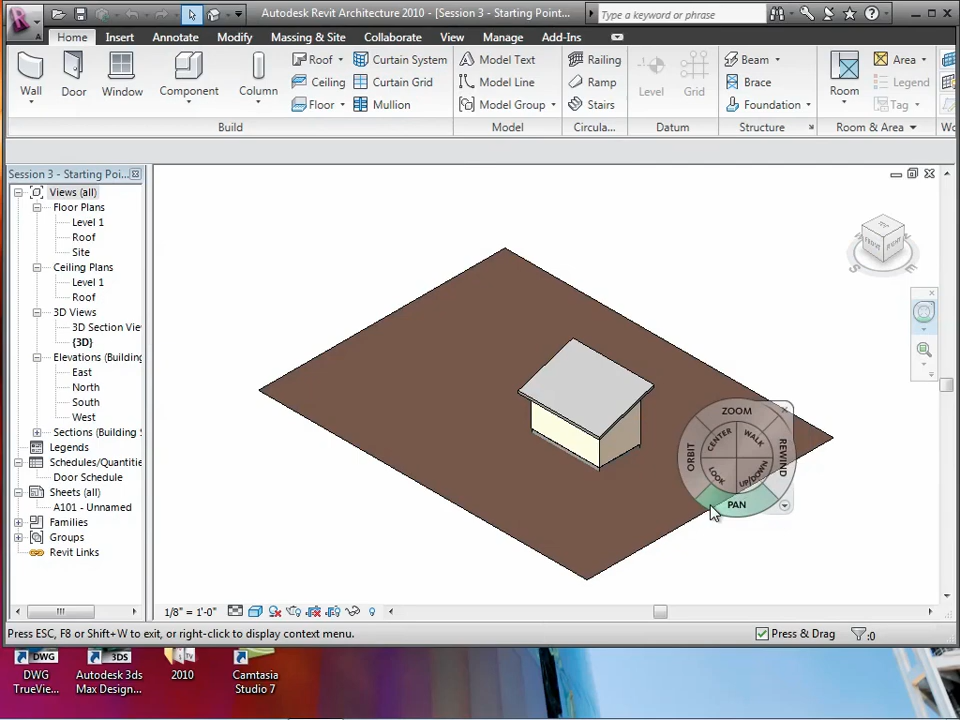 Autodesk Revit Architecture 2010 - [Session 3 - Starting Point...
Type a keyword or phrase
Home Insert Annotate Modify Massing & Site Collaborate View Manage Add-Ins
Wall
Door
Window
Component
Column
Roof
Ceiling
Floor
Curtain System
Curtain Grid
Mullion
Build
Model Text
Model Line
Model Group
Model
Railing
Ramp
Stairs
Circula...
Level
Grid
Datum
Beam
Brace
Foundation
Structure
Room
Area
Legend
Tag
Room & Area
Session 3 - Starting Poi...
Views (all)
Floor Plans
Level 1
Roof
Site
Ceiling Plans
Level 1
Roof
3D Views
3D Section Vie
{3D}
Elevations (Building
East
North
South
West
Sections (Building S
Legends
Schedules/Quantitie
Door Schedule
Sheets (all)
A101 - Unnamed
Families
Groups
Revit Links
TOP
FRONT
RIGHT
S
E
ZOOM
CENTER
WALK
ORBIT
REWIND
LOOK
UP/DOWN
PAN
1/8" = 1'-0"
Press ESC, F8 or Shift+W to exit, or right-click to display context menu.
Press & Drag
:0
DWG
TrueView...
Autodesk 3ds
Max Design...
2010
Camtasia
Studio 7